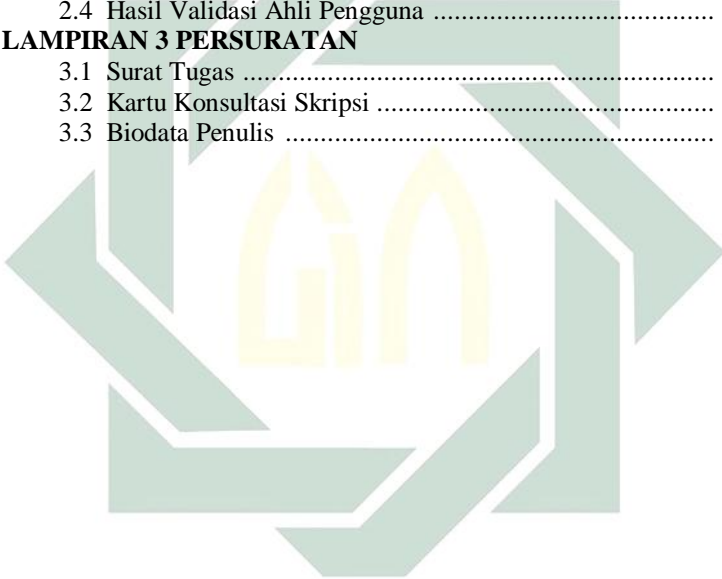 2.4 Hasil Validasi Ahli Pengguna ......................................
LAMPIRAN 3 PERSURATAN
3.1 Surat Tugas .................................................................
3.2 Kartu Konsultasi Skripsi ..............................................
3.3 Biodata Penulis ...........................................................